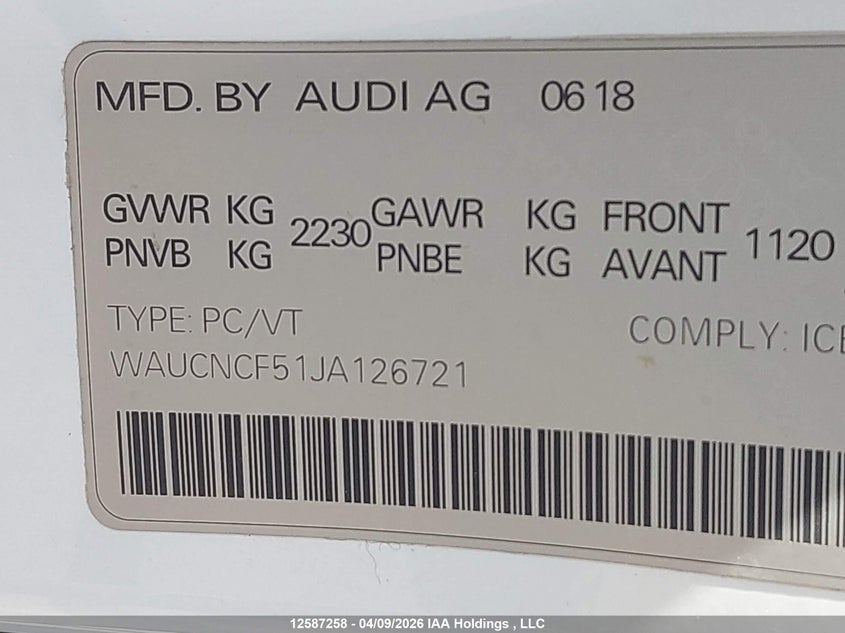 MFD. BY AUDI AG 06 18
GVWR KG 2230 GAWR KG FRONT 1120
PNVB KG PNBE KG AVANT
TYPE: PC/VT COMPLY: ICE
WAUCNCF51JA126721
12587258 - 04/09/2026 IAA Holdings , LLC